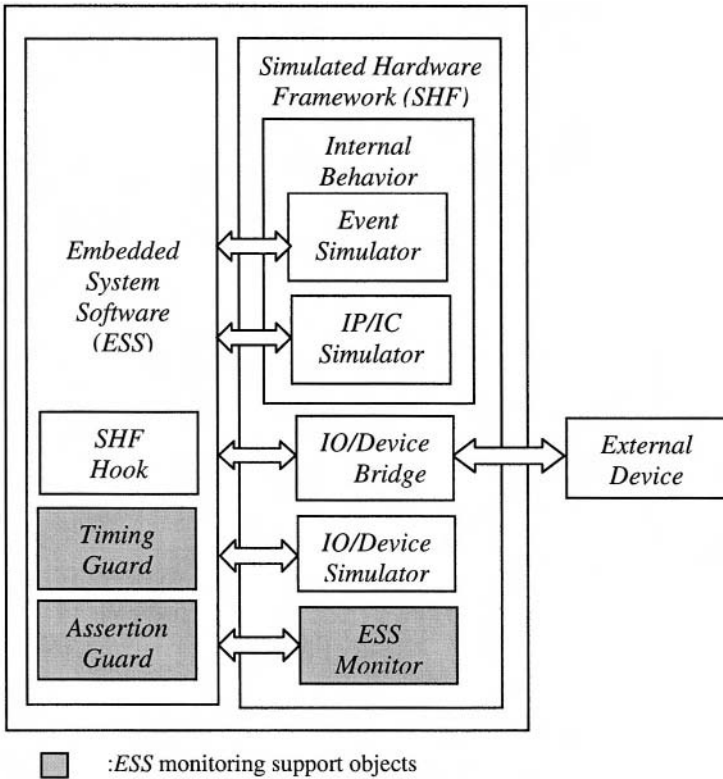 Simulated Hardware
Framework (SHF)
Internal
Behavior
Event
Simulator
Embedded
System
Software
(ESS)
IP/IC
Simulator
SHF
Hook
IO/Device
Bridge
External
Device
Timing
Guard
IO/Device
Simulator
Assertion
Guard
ESS
Monitor
:ESS monitoring support objects